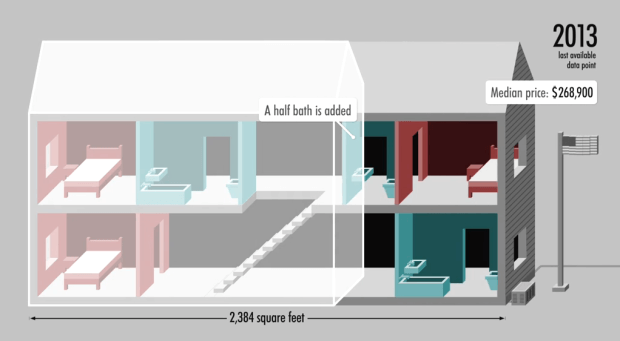 2013
last available
data point
Median price: $268,900
A half bath is added
2,384 square feet